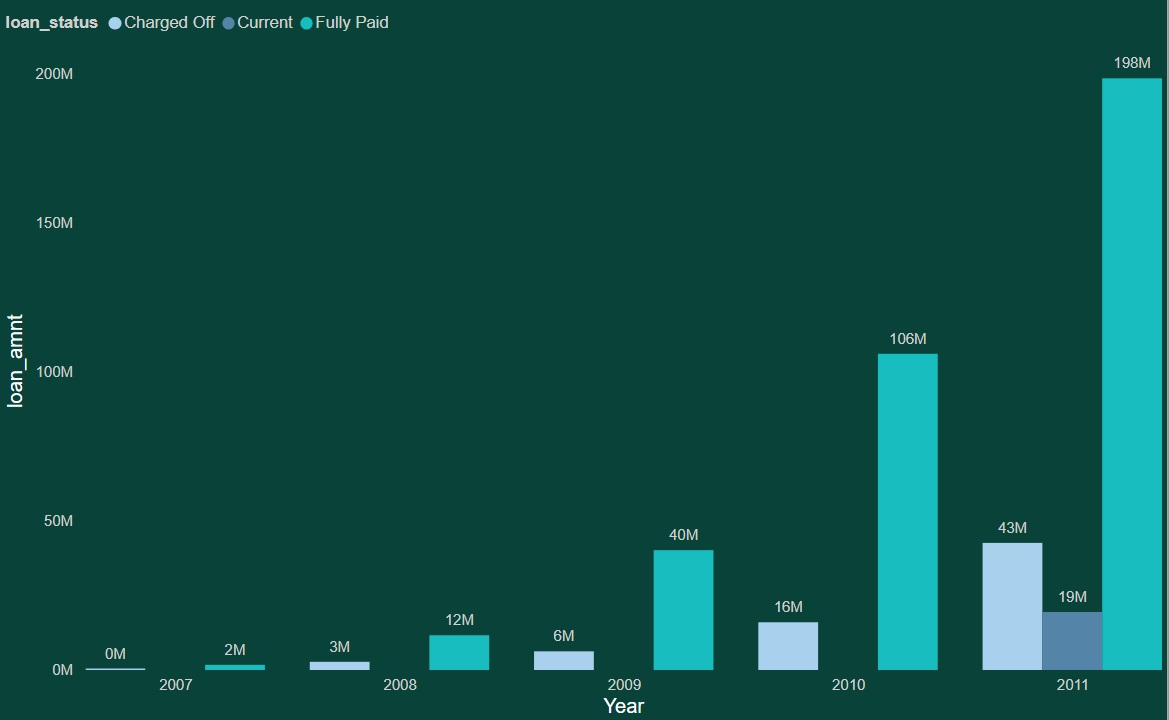 loan_status Charged Off Current Fully Paid
198M
200M
150M
106M
100M
50M
43M
40M
19M
16M
12M
6M
3M
2M
0M
0M
loan_amnt
2007 2008 2009 2010 2011
Year